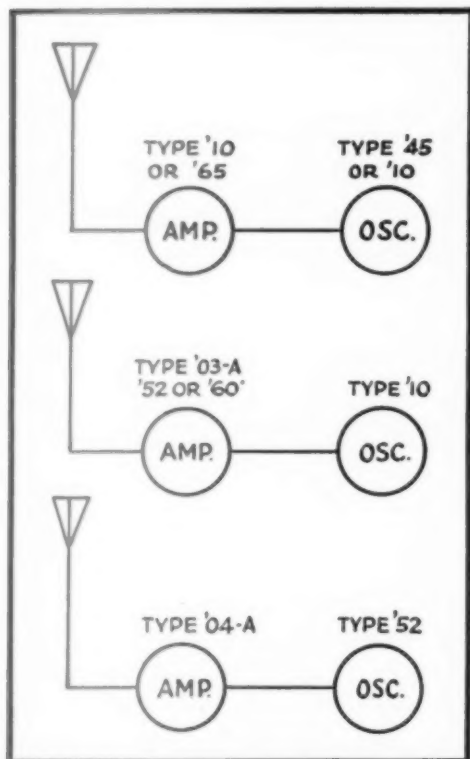 TYPE '10
OR '65
TYPE '45
OR '10
AMP.
OSC.
TYPE '03-A
'52 OR '60'
TYPE '10
AMP.
OSC.
TYPE '04-A
TYPE '52
AMP.
OSC.